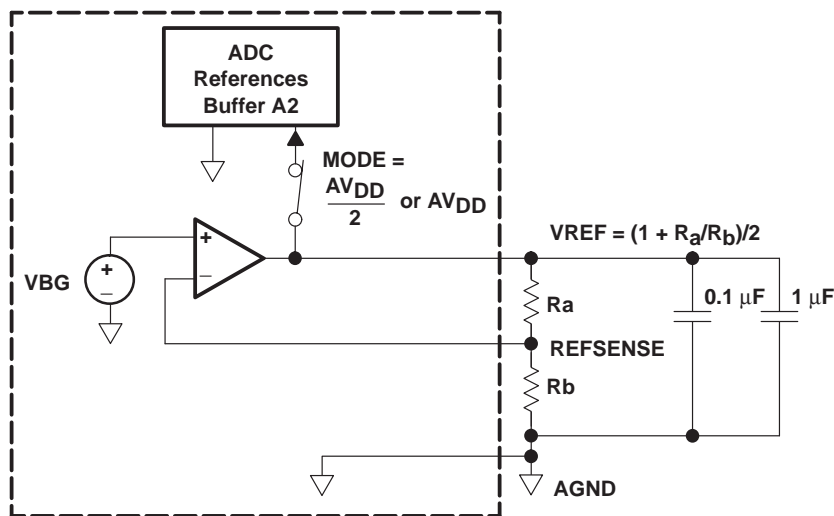 ADC
References
Buffer A2
MODE =
AVDD
2
or AVDD
VBG
+
−
+
−
VREF = (1 + Ra/Rb)/2
Ra
0.1 μF
1 μF
REFSENSE
Rb
AGND